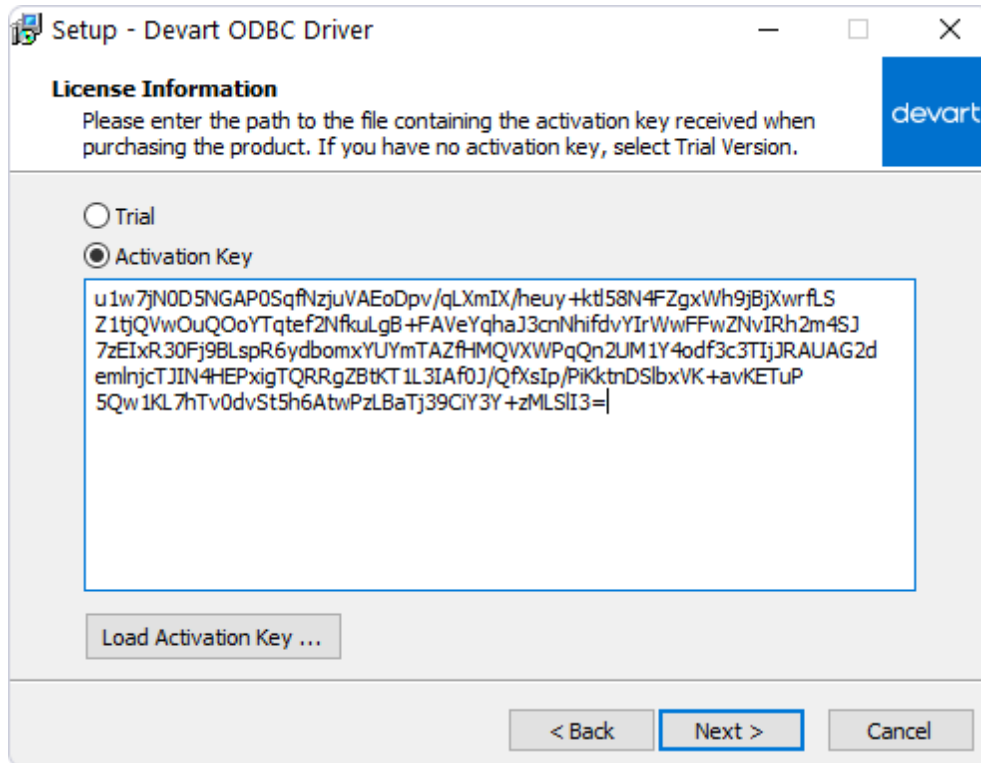 Setup - Devart ODBC Driver
License Information
Please enter the path to the file containing the activation key received when
purchasing the product. If you have no activation key, select Trial Version.
devart
Trial
Activation Key
u1w7jN0D5NGAP0SqfNzjuVAEoDpv/qLXmIX/heuy+ktl58N4FZgxWh9jBjXwrfLS
Z1tjQVwOuQOoYTqtef2NfkuLgB+FAVeYqhaJ3cnNhifdvYIrWwFFwZNvIRh2m4SJ
7zEIxR30Fj9BLspR6ydbomxYUYmTAZfHMQVXWPqQn2UM1Y4odf3c3TIjJRAUAG2d
emlnjcTJIN4HEPxigTQRRgZBtKT1L3IAf0J/QfXsIp/PiKktnDSlbxVK+avKETuP
5Qw1KL7hTv0dvSt5h6AtwPzLBaTj39CiY3Y+zMLSlI3=
Load Activation Key ...
< Back
Next >
Cancel